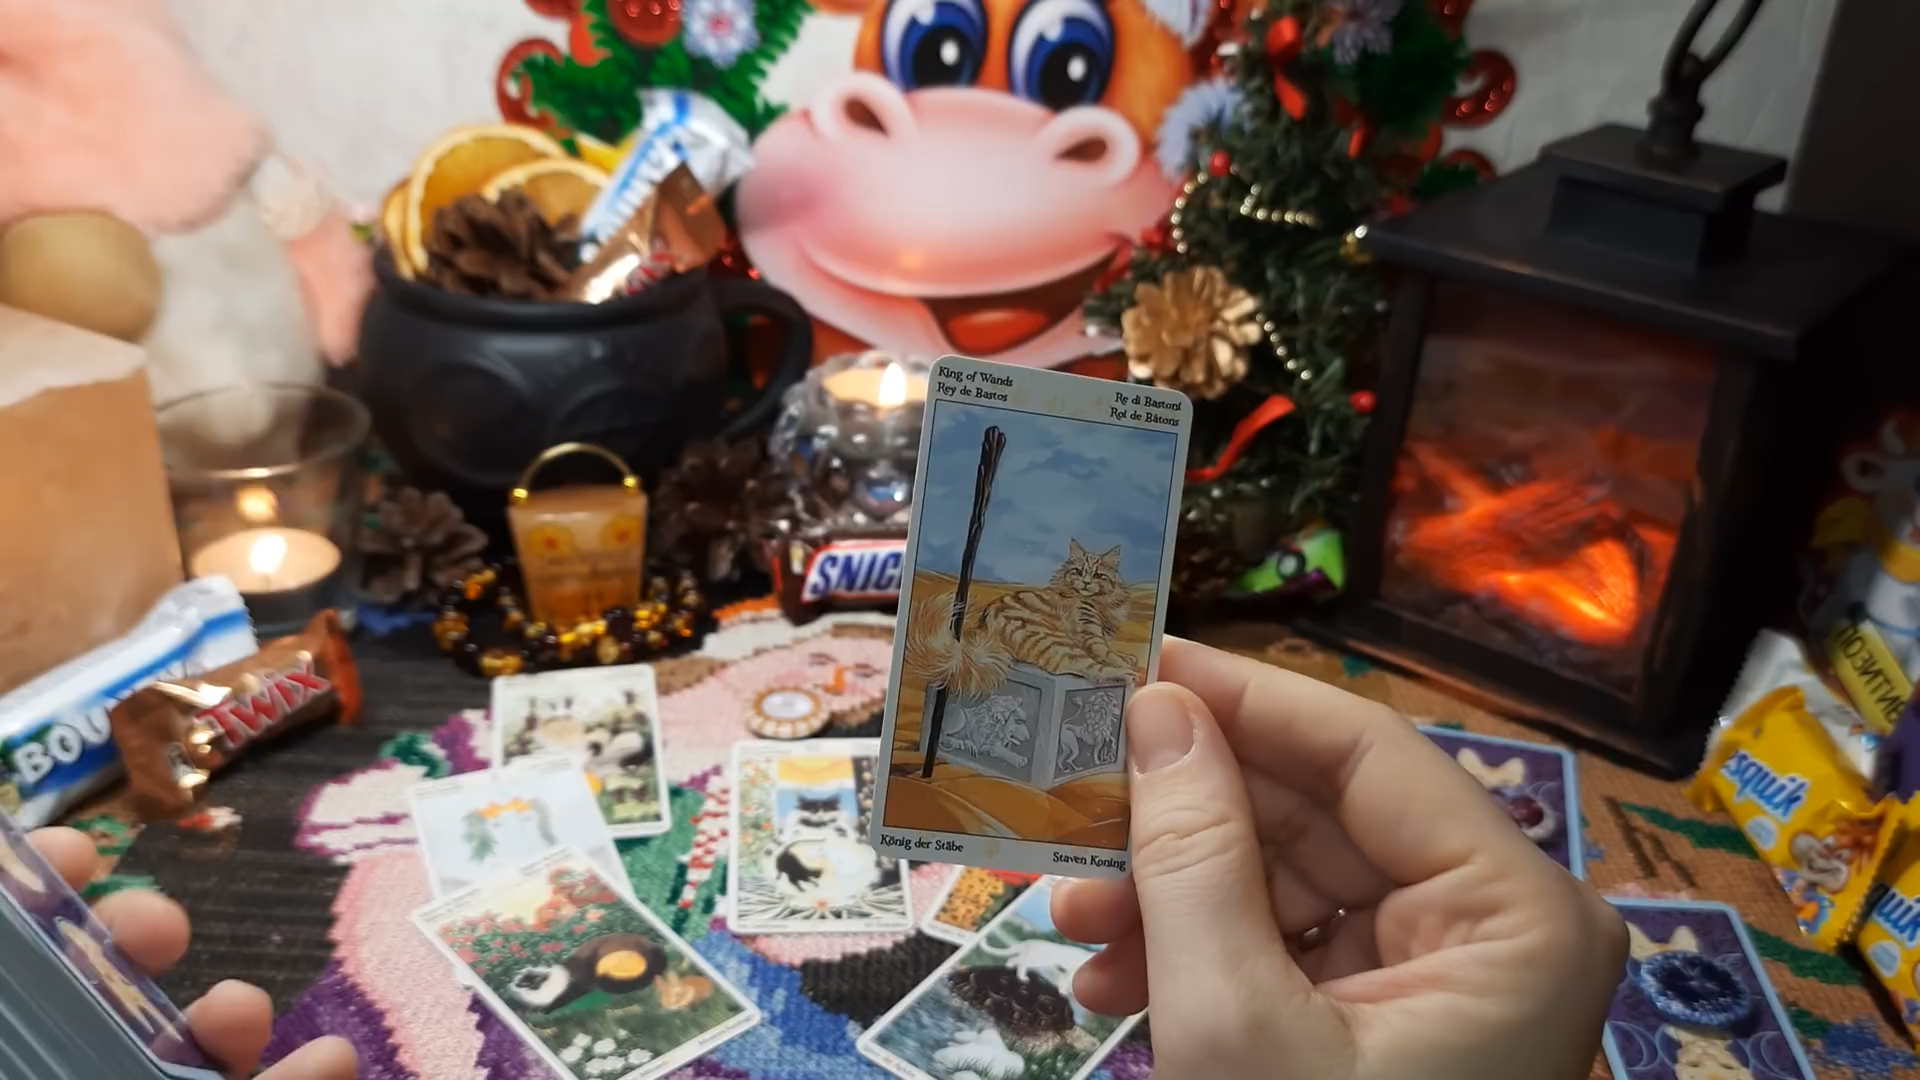 King of Wands
Rey de Bastos
Re di Bastoni
Roi de Bâtons
SNIC
BOU
TWIX
König der Stäbe
Staven Koning
esquik